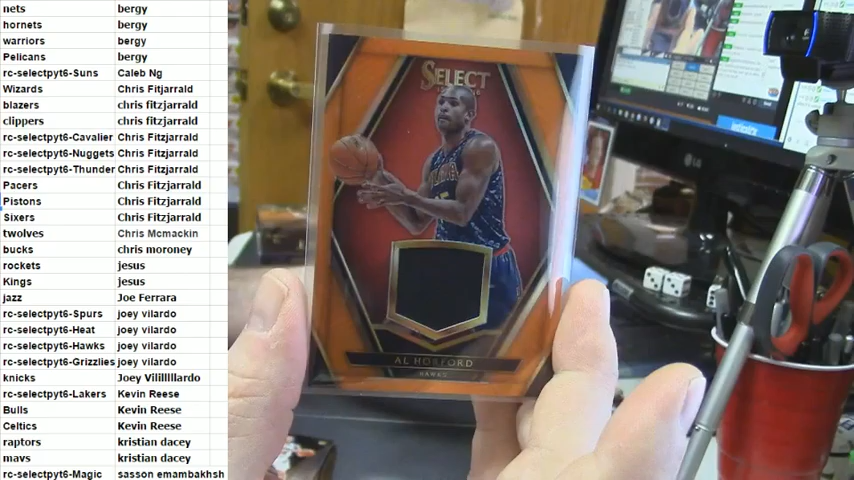 nets bergy
hornets bergy
warriors bergy
Pelicans bergy
rc-selectpyt6-Suns Caleb Ng
Wizards Chris Fitjarrald
blazers chris fitzjarrald
clippers chris fitzjarrald
rc-selectpyt6-Cavalier Chris Fitzjarrald
rc-selectpyt6-Nuggets Chris Fitzjarrald
rc-selectpyt6-Thunder Chris Fitzjarrald
Pacers Chris Fitzjarrald
Pistons Chris Fitzjarrald
Sixers Chris Fitzjarrald
twolves Chris Mcmackin
bucks chris moroney
rockets jesus
Kings jesus
jazz Joe Ferrara
rc-selectpyt6-Spurs joey vilardo
rc-selectpyt6-Heat joey vilardo
rc-selectpyt6-Hawks joey vilardo
rc-selectpyt6-Grizzlies joey vilardo
knicks Joey Vilillllardo
rc-selectpyt6-Lakers Kevin Reese
Bulls Kevin Reese
Celtics Kevin Reese
raptors kristian dacey
mavs kristian dacey
rc-selectpyt6-Magic sasson emambakhsh
SELECT
AL HORFORD
HAWKS
LG